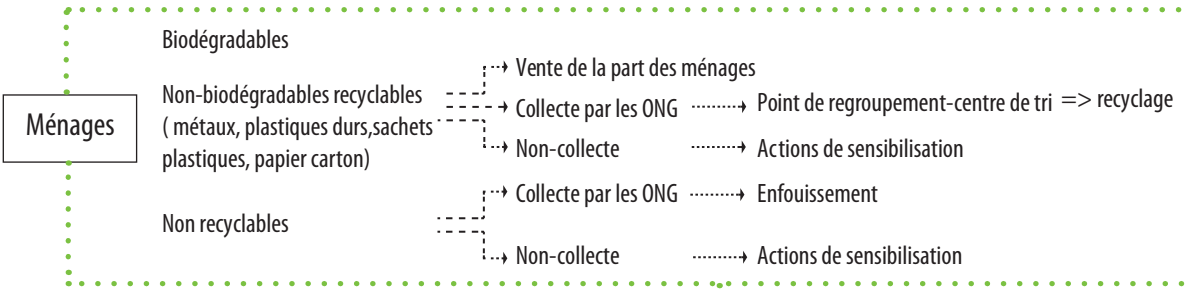 Ménages
Biodégradables
Non-biodégradables recyclables
( métaux, plastiques durs,sachets
plastiques, papier carton)
Vente de la part des ménages
Collecte par les ONG
Point de regroupement-centre de tri => recyclage
Non-collecte
Actions de sensibilisation
Non recyclables
Collecte par les ONG
Enfouissement
Non-collecte
Actions de sensibilisation